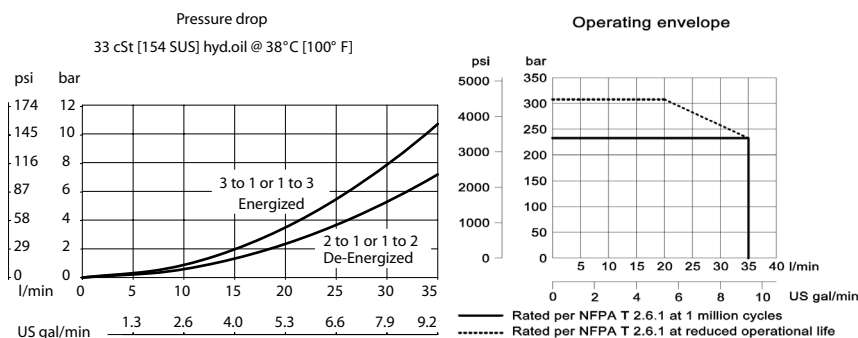 Pressure drop
33 cSt [154 SUS] hyd.oil @ 38°C [100° F]
psi bar
174 12
145 10
116 8
87 6
58 4
29 2
0 0
3 to 1 or 1 to 3
Energized
2 to 1 or 1 to 2
De-Energized
l/min 0 5 10 15 20 25 30 35
US gal/min 1.3 2.6 4.0 5.3 6.6 7.9 9.2
Operating envelope
psi bar
5000 350
4000 300
3000 250
2000 200
1000 150
0 100
50
0
5 10 15 20 25 30 35 40 l/min
0 2 4 6 8 10 US gal/min
Rated per NFPA T 2.6.1 at 1 million cycles
Rated per NFPA T 2.6.1 at reduced operational life